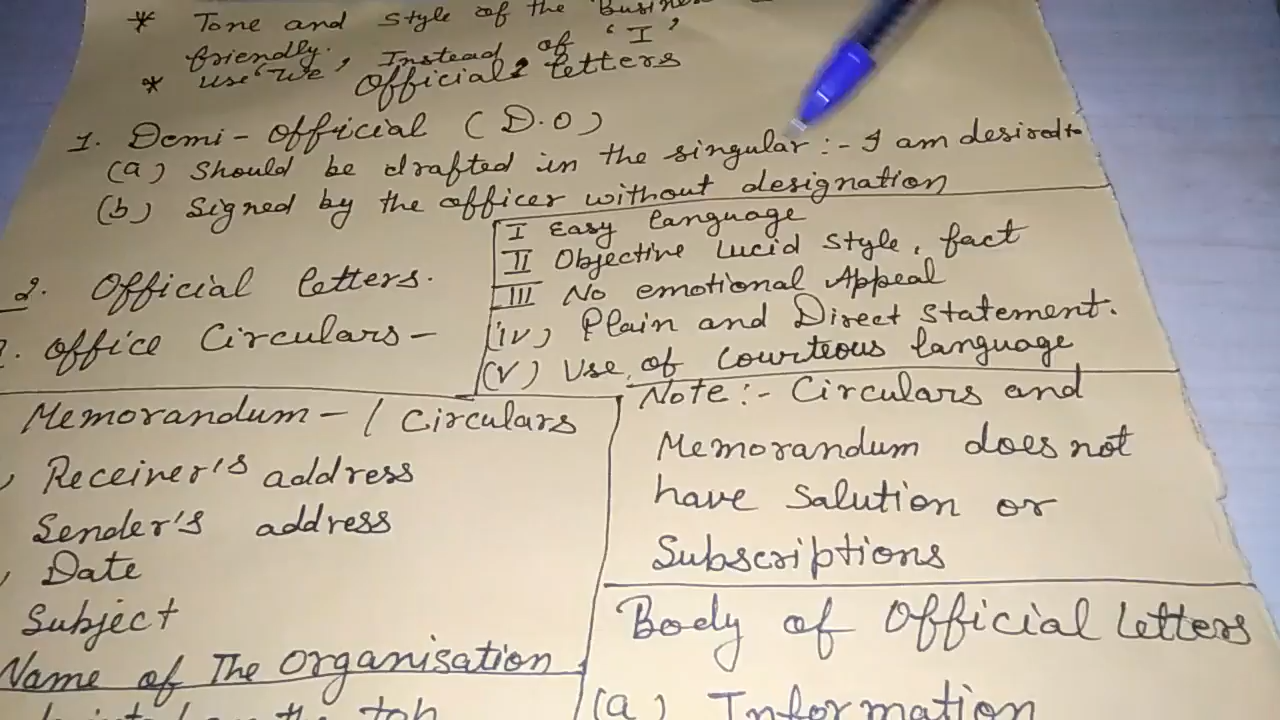 * Tone and style of the Busin
friendly.
* use 'we', Instead of 'I'
Official letters
1. Demi-official (D.O)
(a) Should be drafted in the singular :- I am desired to
(b) Signed by the officer without designation
I Easy language
II Objective Lucid style, fact
III No emotional Appeal
(iv) Plain and Direct statement.
(v) Use of courteous language
2. Official letters.
. office Circulars -
Memorandum - / Circulars
Receiver's address
Sender's address
Date
Subject
Name of The Organisation
the top
Note :- Circulars and
Memorandum does not
have Salution or
Subscriptions
Body of Official Letters
(a) Information